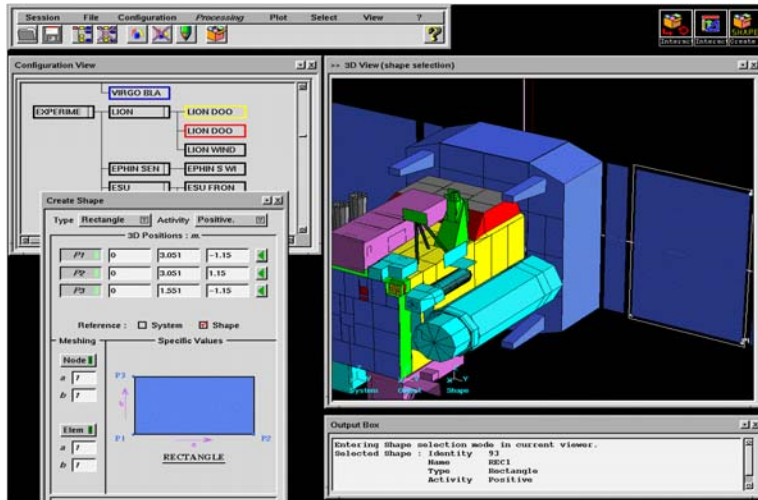 Session File Configuration Processing Plot Select View ?
Interact Interact Create
SHAPE
Configuration View
VIRGO BLA
EXPERIME LION LION DOO
LION DOO
LION WIND
EPHIN SEN EPHIN S WI
ESU ESU FRON
Create Shape
Type Rectangle Activity Positive.
3D Positions : m.
P1 0 3.051 -1.15
P2 0 3.051 1.15
P3 0 1.551 -1.15
Reference : System Shape
Meshing Specific Values
Node
a 1
b 1
Elem
a 1
b 1
P3
b
P1 P2
a
RECTANGLE
>> 3D View (shape selection)
System Shape
Output Box
Entering Shape selection mode in current viewer.
Selected Shape : Identity 93
Name REC1
Type Rectangle
Activity Positive